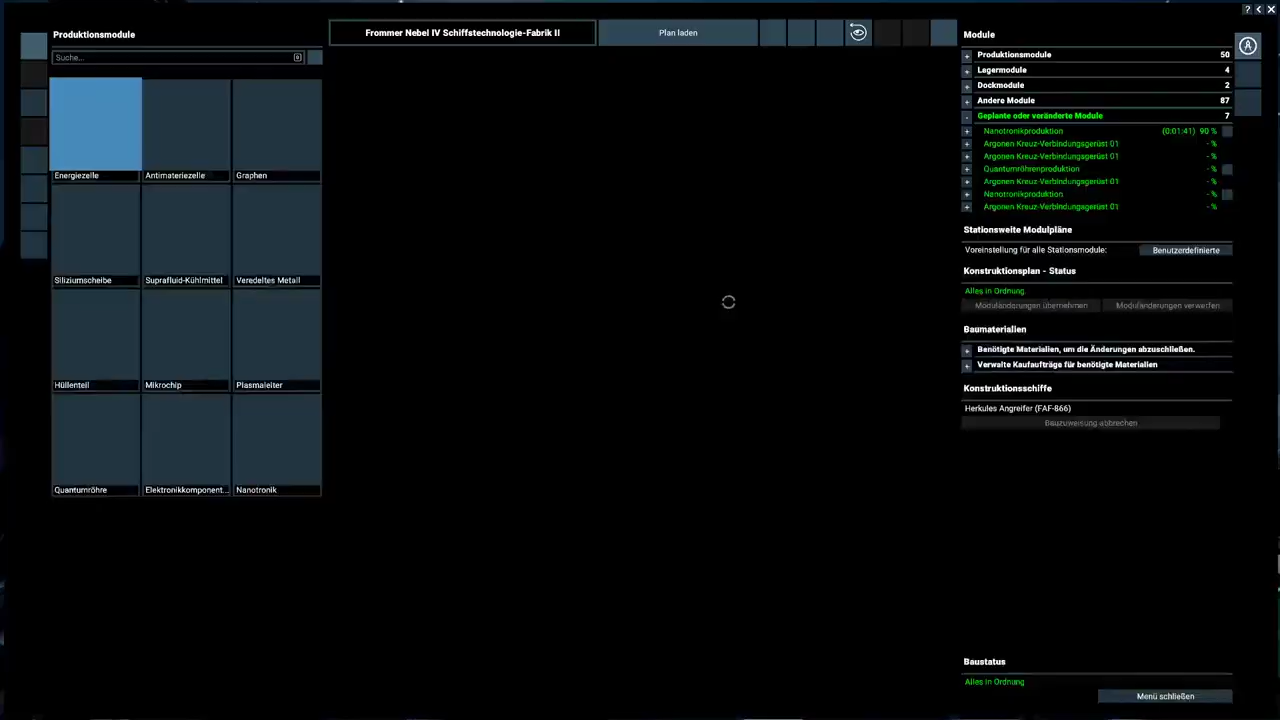 Produktionsmodule
Suche...
Energiezelle
Antimateriezelle
Graphen
Siliziumscheibe
Suprafluid-Kühlmittel
Veredeltes Metall
Hüllenteil
Mikrochip
Plasmaleiter
Quantumröhre
Elektronikkomponent...
Nanotronik
Frommer Nebel IV Schiffstechnologie-Fabrik II
Plan laden
?
Module
+ Produktionsmodule 50
+ Lagermodule 4
+ Dockmodule 2
+ Andere Module 87
- Geplante oder veränderte Module 7
+ Nanotronikproduktion (0:01:41) 90 %
+ Argonen Kreuz-Verbindungsgerüst 01 - %
+ Argonen Kreuz-Verbindungsgerüst 01 - %
+ Quantumröhrenproduktion - %
+ Argonen Kreuz-Verbindungsgerüst 01 - %
+ Nanotronikproduktion - %
+ Argonen Kreuz-Verbindungsgerüst 01 - %
Stationsweite Modulpläne
Voreinstellung für alle Stationsmodule: Benutzerdefinierte
Konstruktionsplan - Status
Alles in Ordnung.
Moduländerungen übernehmen Moduländerungen verwerfen
Baumaterialien
+ Benötigte Materialien, um die Änderungen abzuschließen.
+ Verwalte Kaufaufträge für benötigte Materialien
Konstruktionsschiffe
Herkules Angreifer (FAF-866)
Bauzuweisung abbrechen
Baustatus
Alles in Ordnung
Menü schließen